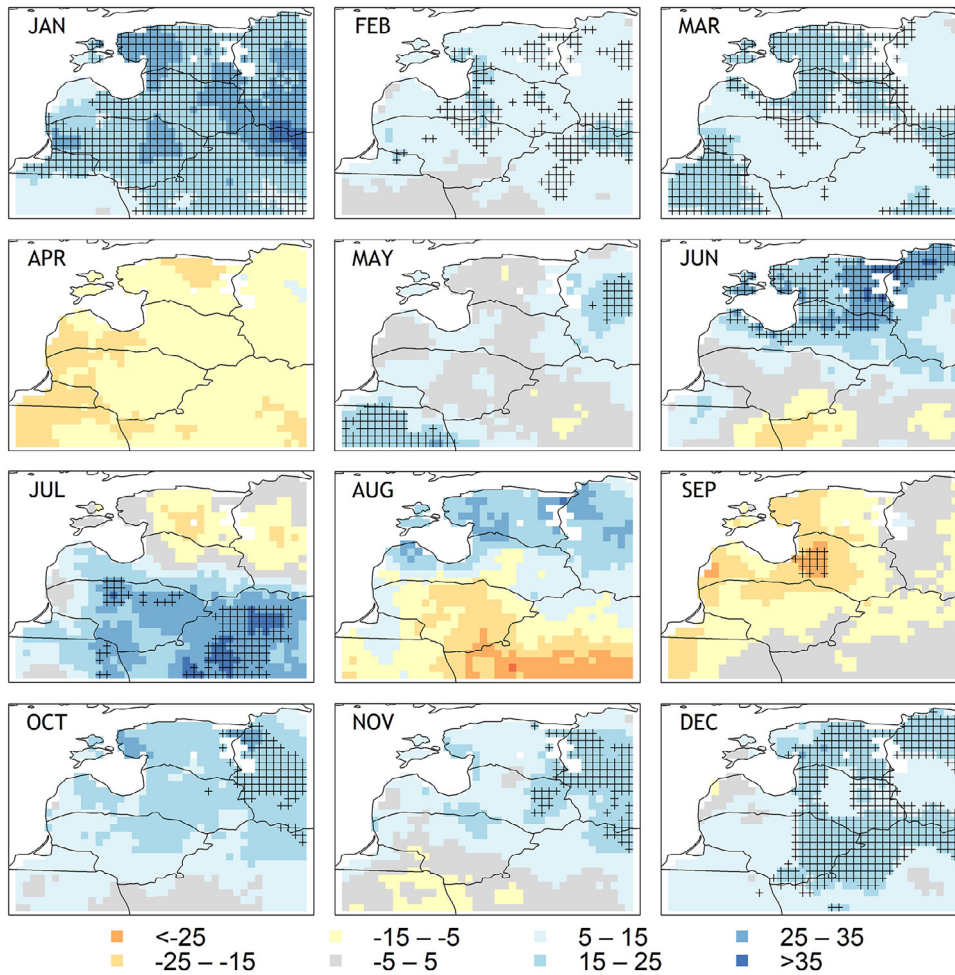 JAN FEB MAR
APR MAY JUN
JUL AUG SEP
OCT NOV DEC
<-25 -15 – -5 5 – 15 25 – 35
-25 – -15 -5 – 5 15 – 25 >35